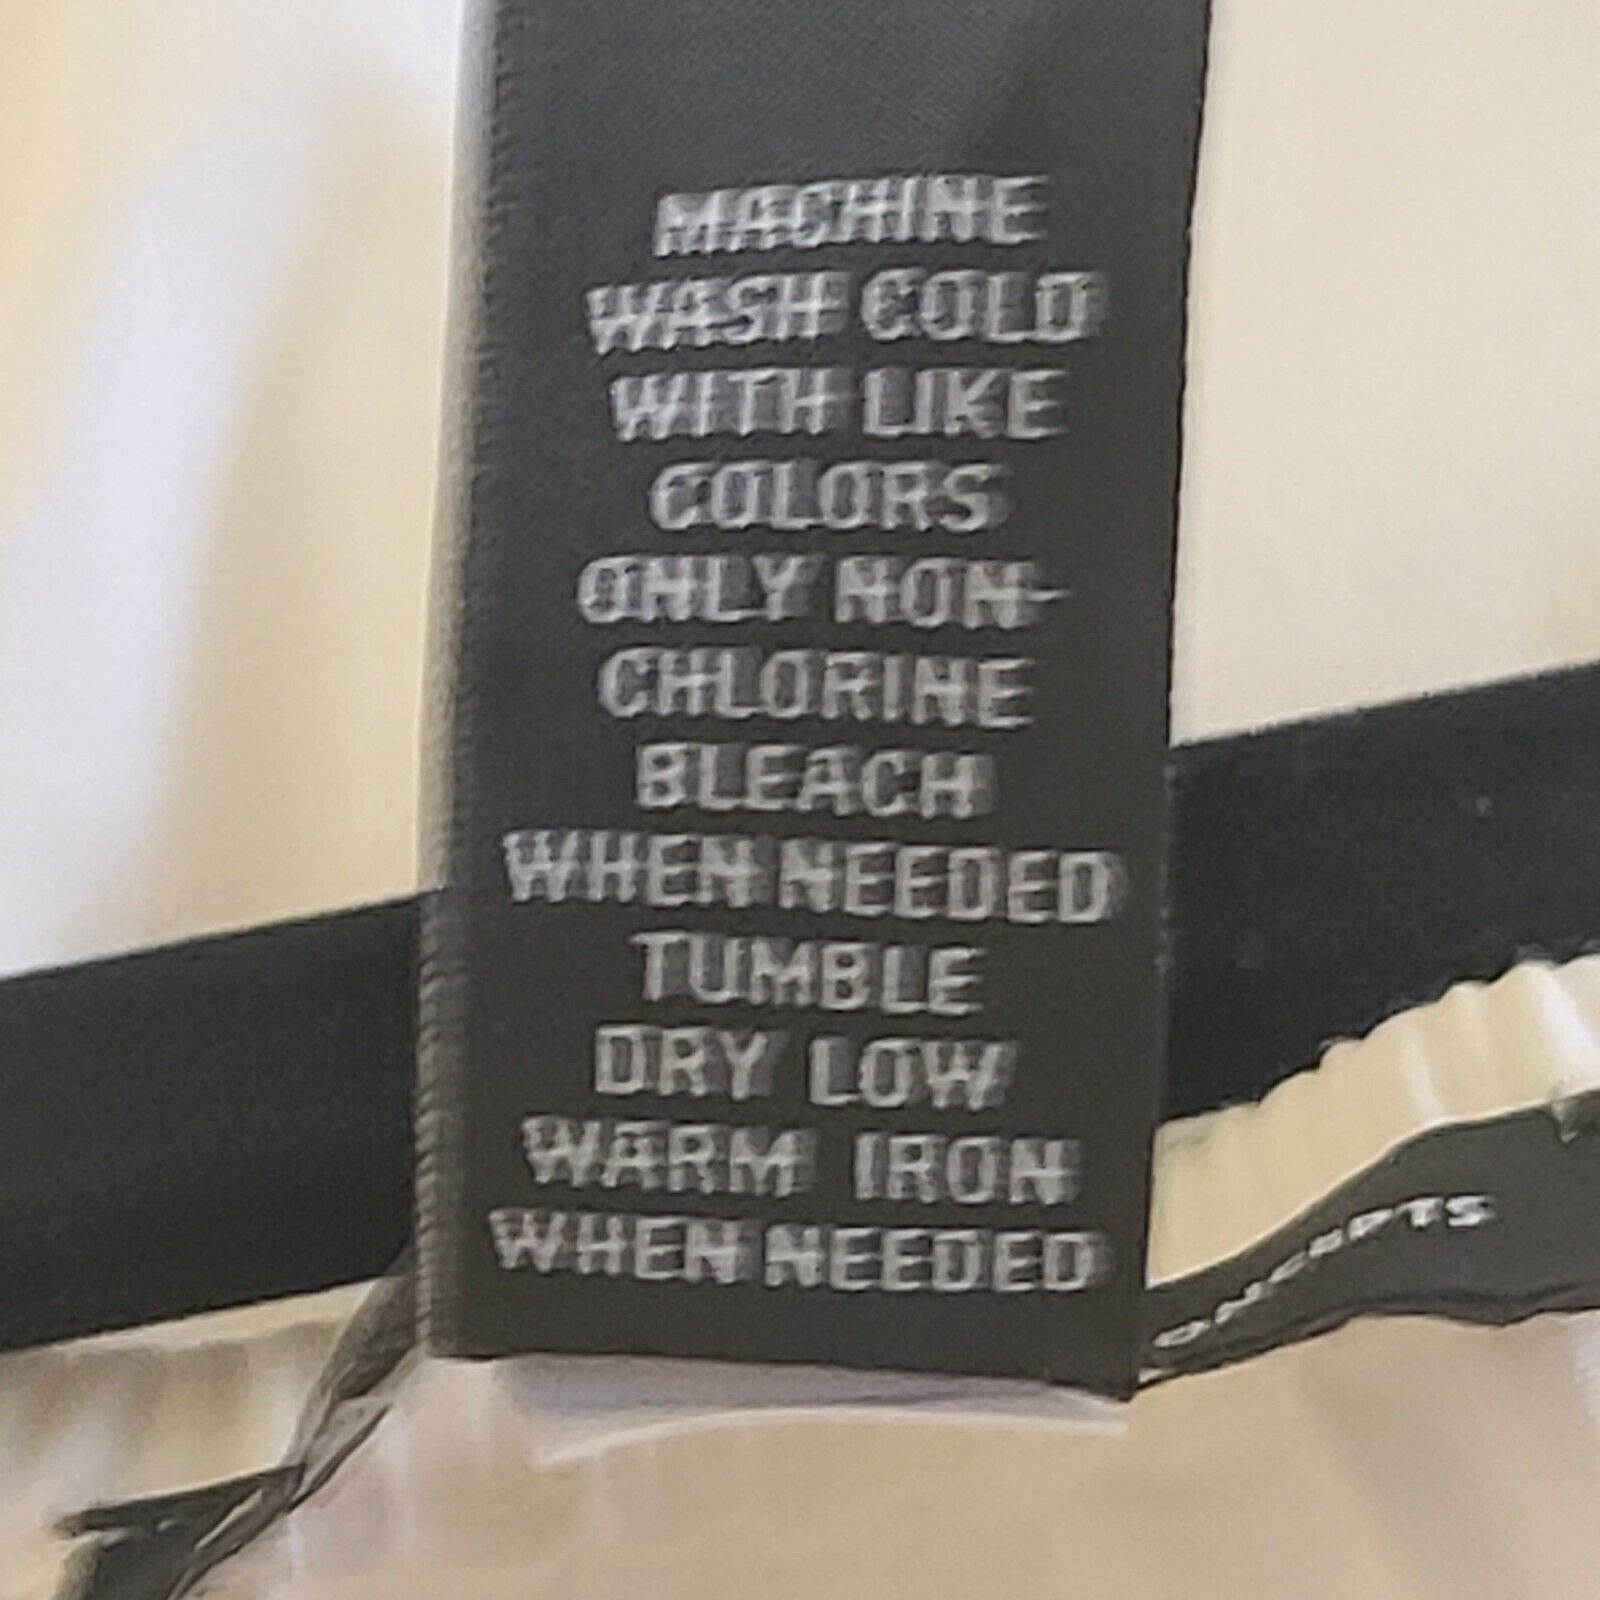 MACHINE
WASH COLD
WITH LIKE
COLORS
ONLY NON-
CHLORINE
BLEACH
WHEN NEEDED
TUMBLE
DRY LOW
WARM IRON
WHEN NEEDED
ONCEPTS